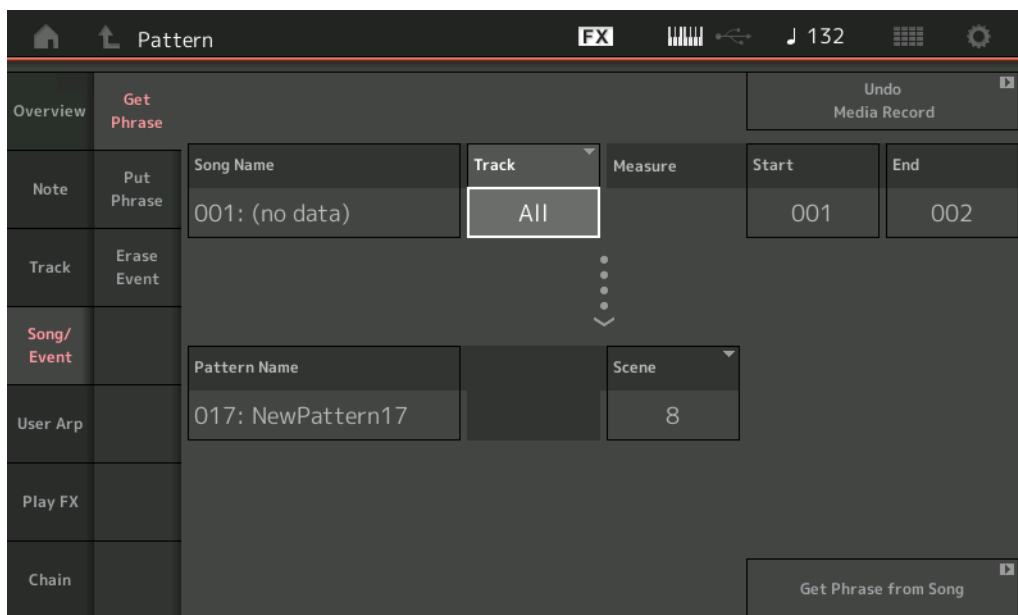 Pattern
FX
♩ 132
Overview
Note
Track
Song/
Event
User Arp
Play FX
Chain
Get
Phrase
Put
Phrase
Erase
Event
Undo
Media Record
Song Name
Track
Measure
Start
End
001: (no data)
All
001
002
Pattern Name
Scene
017: NewPattern17
8
Get Phrase from Song